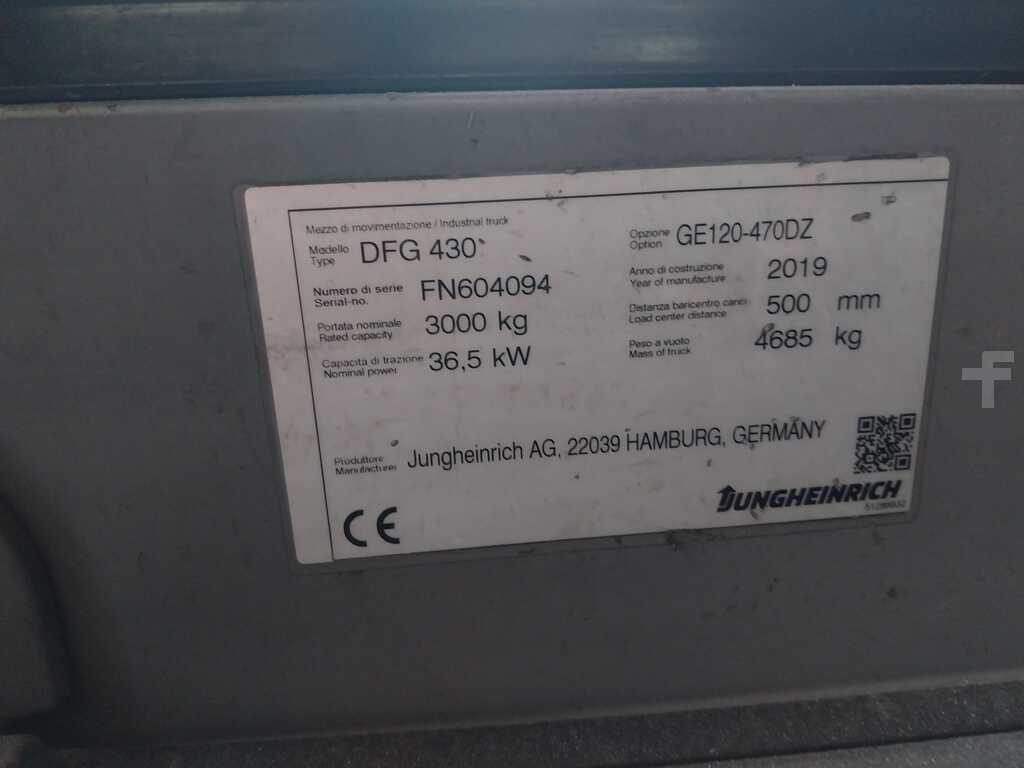 Mezzo di movimentazione / Industrial truck
Modello
Type
DFG 430
Opzione
Option
GE120-470DZ
Numero di serie
Serial-no.
FN604094
Anno di costruzione
Year of manufacture
2019
Portata nominale
Rated capacity
3000 kg
Distanza baricentro carico
Load center distance
500 mm
Capacità di trazione
Nominal power
36,5 kW
Peso a vuoto
Mass of truck
4685 kg
Produttore
Manufacturer
Jungheinrich AG, 22039 HAMBURG, GERMANY
CE
JUNGHEINRICH
f